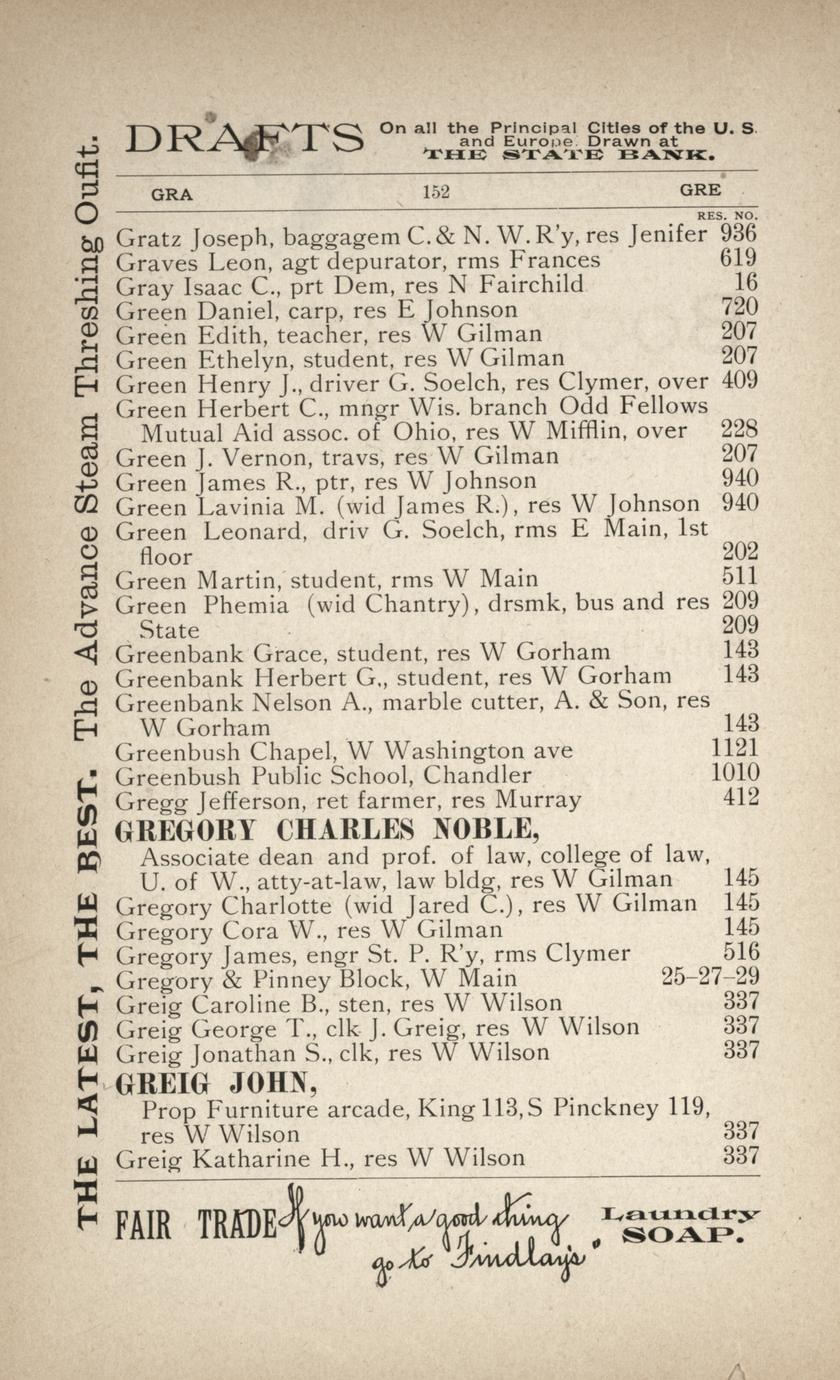 DRAFTS On all the Principal Cities of the U. S.
and Europe. Drawn at
THE STATE BANK.
GRA 152 GRE
RES. NO.
Gratz Joseph, baggagem C. & N. W. R'y, res Jenifer 936
Graves Leon, agt depurator, rms Frances 619
Gray Isaac C., prt Dem, res N Fairchild 16
Green Daniel, carp, res E Johnson 720
Green Edith, teacher, res W Gilman 207
Green Ethelyn, student, res W Gilman 207
Green Henry J., driver G. Soelch, res Clymer, over 409
Green Herbert C., mngr Wis. branch Odd Fellows
Mutual Aid assoc. of Ohio, res W Mifflin, over 228
Green J. Vernon, travs, res W Gilman 207
Green James R., ptr, res W Johnson 940
Green Lavinia M. (wid James R.), res W Johnson 940
Green Leonard, driv G. Soelch, rms E Main, 1st
floor 202
Green Martin, student, rms W Main 511
Green Phemia (wid Chantry), drsmk, bus and res 209
State 209
Greenbank Grace, student, res W Gorham 143
Greenbank Herbert G., student, res W Gorham 143
Greenbank Nelson A., marble cutter, A. & Son, res
W Gorham 143
Greenbush Chapel, W Washington ave 1121
Greenbush Public School, Chandler 1010
Gregg Jefferson, ret farmer, res Murray 412
GREGORY CHARLES NOBLE,
Associate dean and prof. of law, college of law,
U. of W., atty-at-law, law bldg, res W Gilman 145
Gregory Charlotte (wid Jared C.), res W Gilman 145
Gregory Cora W., res W Gilman 145
Gregory James, engr St. P. R'y, rms Clymer 516
Gregory & Pinney Block, W Main 25–27–29
Greig Caroline B., sten, res W Wilson 337
Greig George T., clk J. Greig, res W Wilson 337
Greig Jonathan S., clk, res W Wilson 337
GREIG JOHN,
Prop Furniture arcade, King 113, S Pinckney 119,
res W Wilson 337
Greig Katharine H., res W Wilson 337
FAIR TRADE If you want a good thing Laundry
go to Findlay's SOAP.
THE LATEST, THE BEST. The Advance Steam Threshing Oufit.